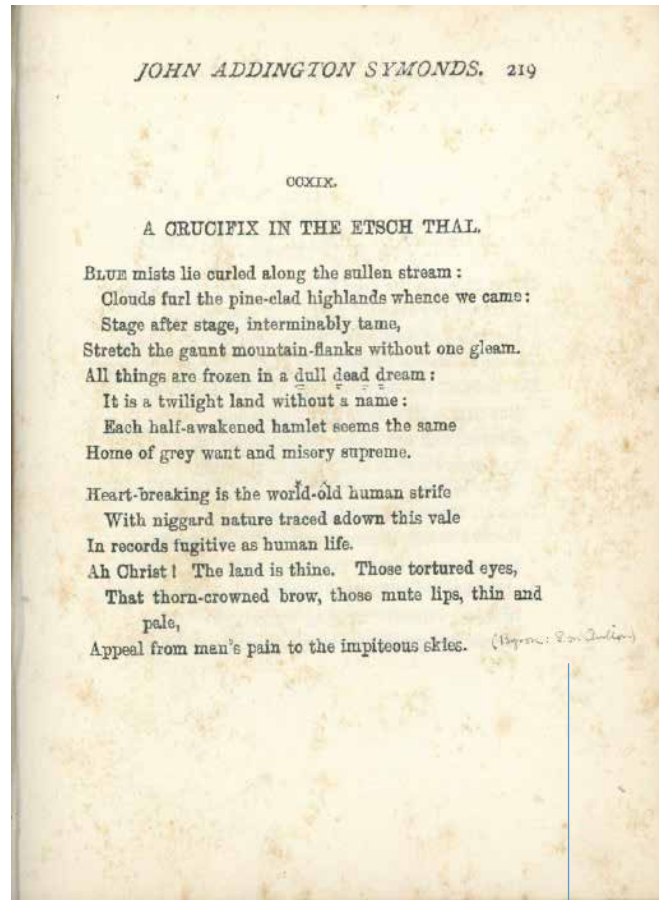 JOHN ADDINGTON SYMONDS. 219
CCXIX.
A CRUCIFIX IN THE ETSCH THAL.
BLUE mists lie curled along the sullen stream :
Clouds furl the pine-clad highlands whence we came :
Stage after stage, interminably tame,
Stretch the gaunt mountain-flanks without one gleam.
All things are frozen in a dull dead dream :
It is a twilight land without a name :
Each half-awakened hamlet seems the same
Home of grey want and misery supreme.
Heart-breaking is the world-old human strife
With niggard nature traced adown this vale
In records fugitive as human life.
Ah Christ ! The land is thine. Those tortured eyes,
That thorn-crowned brow, those mute lips, thin and
pale,
Appeal from man's pain to the impiteous skies.
(Byron: